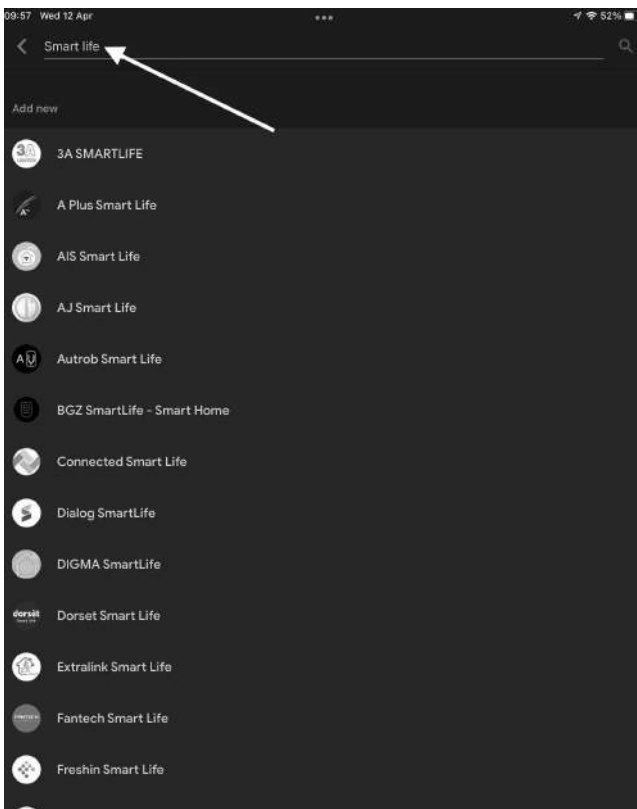 09:57 Wed 12 Apr
52%
Smart life
Add new
3A SMARTLIFE
A Plus Smart Life
AIS Smart Life
AJ Smart Life
Autrob Smart Life
BGZ SmartLife - Smart Home
Connected Smart Life
Dialog SmartLife
DIGMA SmartLife
dorsët
Dorset Smart Life
Extralink Smart Life
Fantech Smart Life
Freshin Smart Life